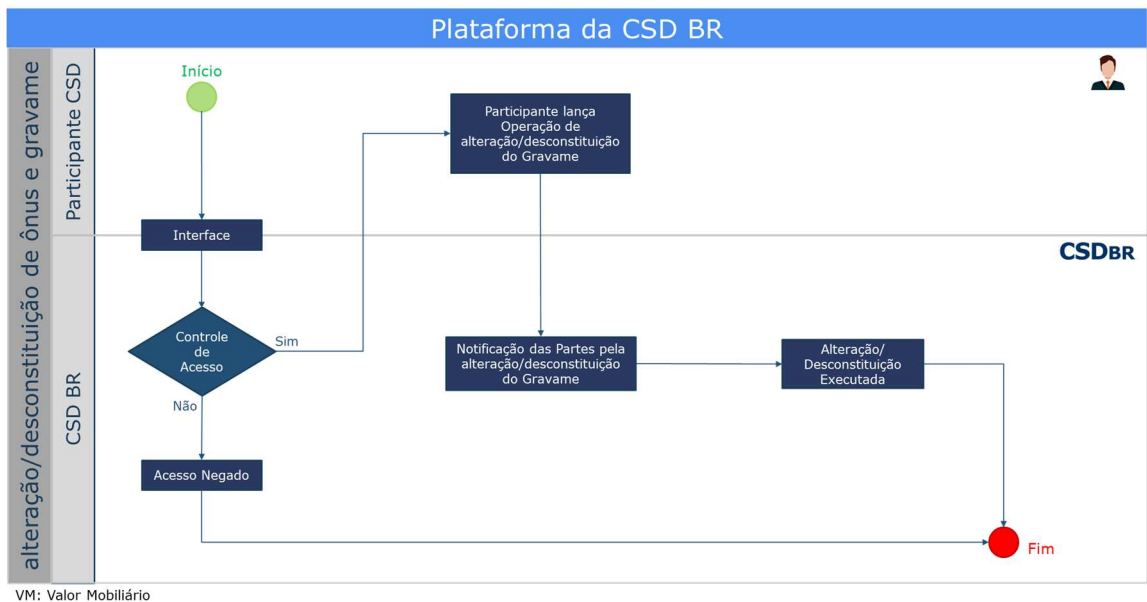 Plataforma da CSD BR
alteração/desconstituição de ônus e gravame
Participante CSD
Início
Participante lança
Operação de
alteração/desconstituição
do Gravame
Interface
CSD BR
CSDBR
Controle
de
Acesso
Sim
Notificação das Partes pela
alteração/desconstituição
do Gravame
Alteração/
Desconstituição
Executada
Não
Acesso Negado
Fim
VM: Valor Mobiliário